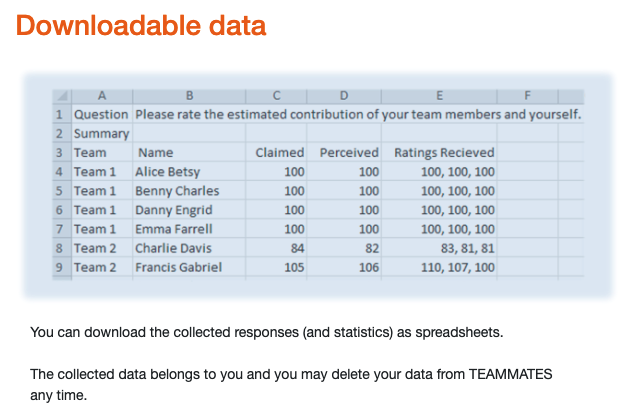 Downloadable data
A B C D E F
1 Question Please rate the estimated contribution of your team members and yourself.
2 Summary
3 Team Name Claimed Perceived Ratings Recieved
4 Team 1 Alice Betsy 100 100 100, 100, 100
5 Team 1 Benny Charles 100 100 100, 100, 100
6 Team 1 Danny Engrid 100 100 100, 100, 100
7 Team 1 Emma Farrell 100 100 100, 100, 100
8 Team 2 Charlie Davis 84 82 83, 81, 81
9 Team 2 Francis Gabriel 105 106 110, 107, 100
You can download the collected responses (and statistics) as spreadsheets.
The collected data belongs to you and you may delete your data from TEAMMATES
any time.